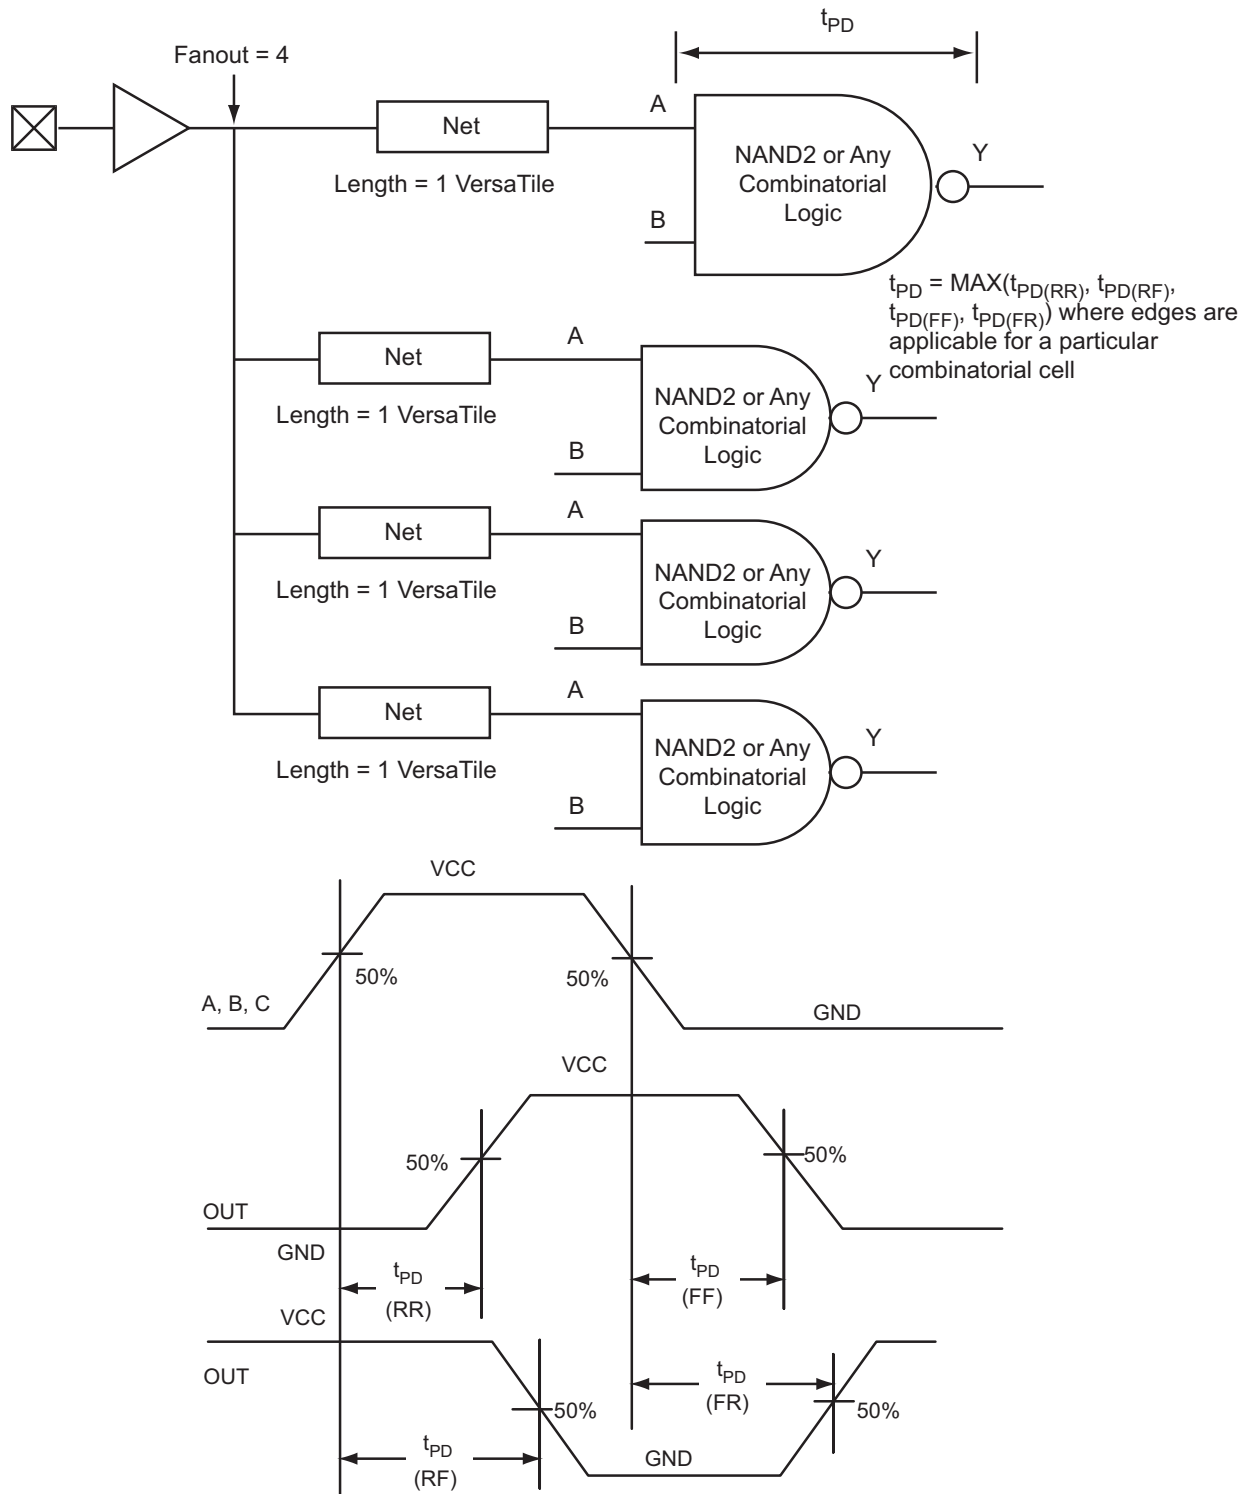 tPD
Fanout = 4
Net
Length = 1 VersaTile
A
B
NAND2 or Any
Combinatorial
Logic
Y
tPD = MAX(tPD(RR), tPD(RF),
tPD(FF), tPD(FR)) where edges are
applicable for a particular
combinatorial cell
Net
Length = 1 VersaTile
A
B
NAND2 or Any
Combinatorial
Logic
Y
Net
Length = 1 VersaTile
A
B
NAND2 or Any
Combinatorial
Logic
Y
Net
Length = 1 VersaTile
A
B
NAND2 or Any
Combinatorial
Logic
Y
VCC
50%
50%
A, B, C
GND
VCC
50%
50%
OUT
GND
tPD
(RR)
tPD
(FF)
VCC
OUT
tPD
(FR)
50%
50%
tPD
(RF)
GND